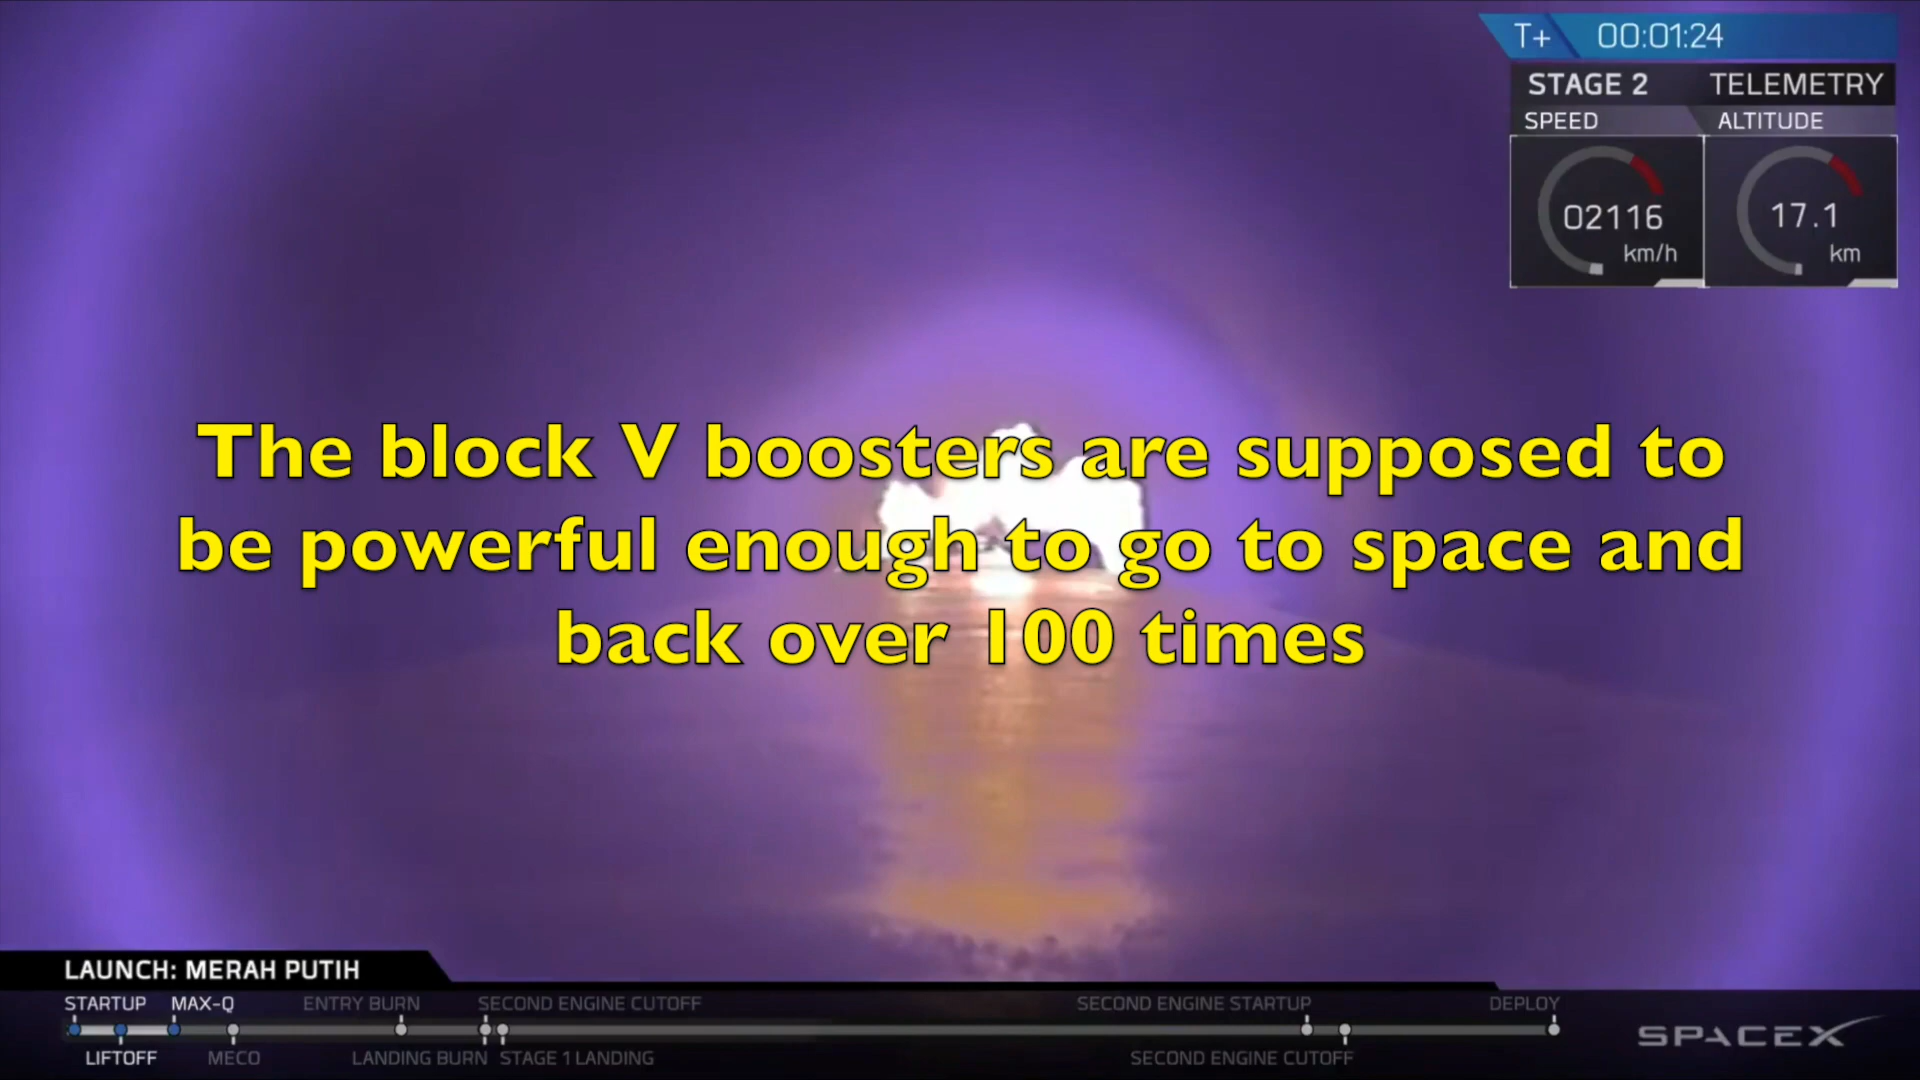 T+ 00:01:24
STAGE 2 TELEMETRY
SPEED ALTITUDE
02116 17.1
km/h km
The block V boosters are supposed to
be powerful enough to go to space and
back over 100 times
LAUNCH: MERAH PUTIH
STARTUP MAX-Q ENTRY BURN SECOND ENGINE CUTOFF SECOND ENGINE STARTUP DEPLOY
SPACEX
LIFTOFF MECO LANDING BURN STAGE 1 LANDING SECOND ENGINE CUTOFF